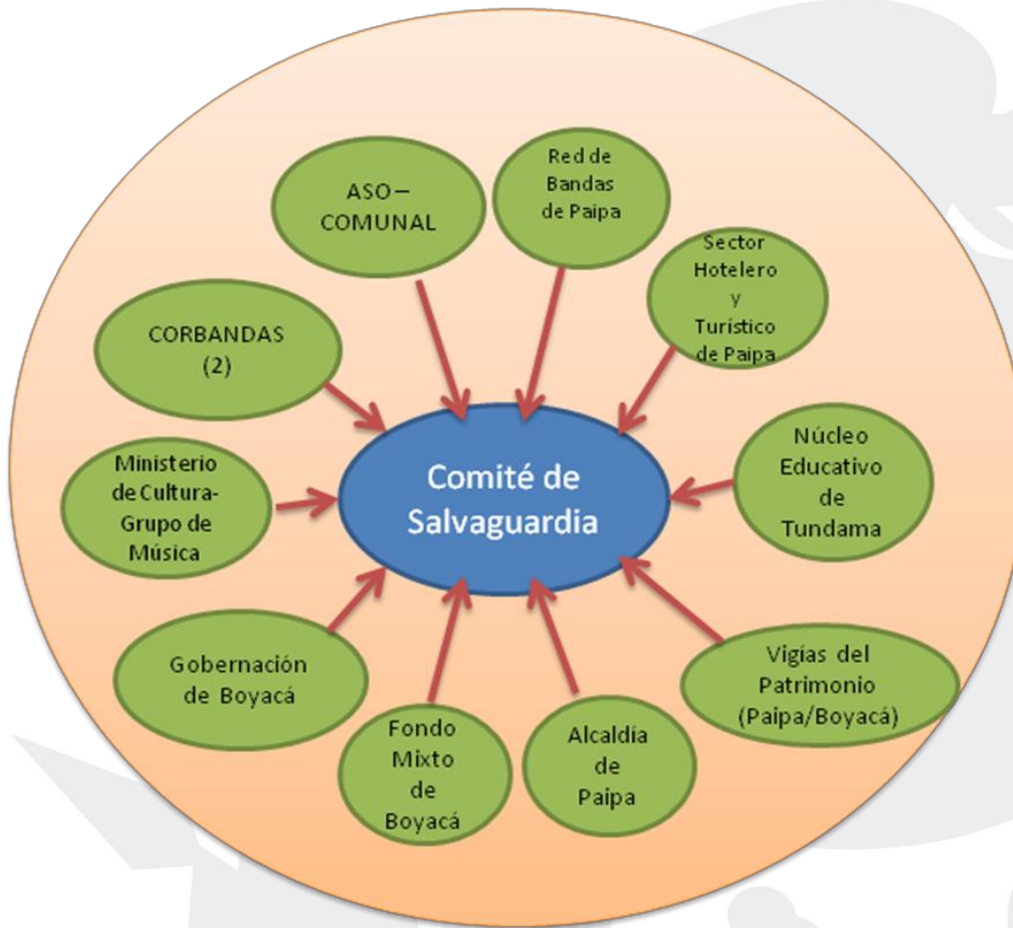 ASO–
COMUNAL
Red de
Bandas
de Paipa
Sector
Hotelero
y
Turístico
de Paipa
CORBANDAS
(2)
Ministerio
de Cultura-
Grupo de
Música
Comité de
Salvaguardia
Núcleo
Educativo
de
Tundama
Gobernación
de Boyacá
Fondo
Mixto
de
Boyacá
Alcaldía
de
Paipa
Vigías del
Patrimonio
(Paipa/Boyacá)